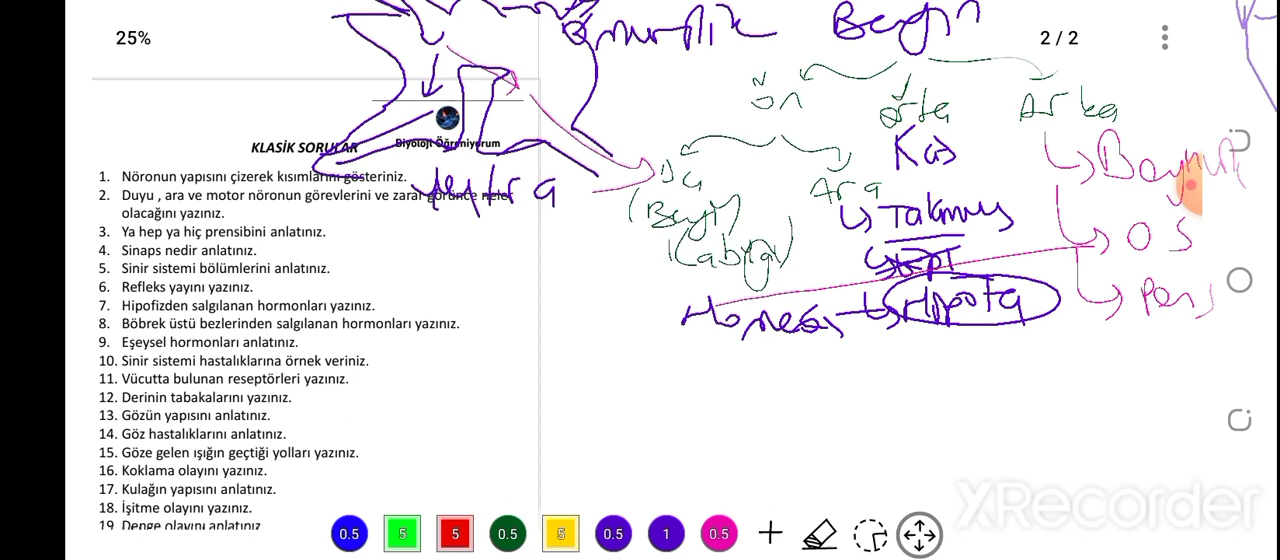 25%
2 / 2
Beyin
Ön
Orta
Arka
KLASİK SORULAR
Biyoloji Öğreniyorum
1. Nöronun yapısını çizerek kısımlarını gösteriniz.
2. Duyu , ara ve motor nöronun görevlerini ve zarar görünce neler
olacağını yazınız.
3. Ya hep ya hiç prensibini anlatınız.
4. Sinaps nedir anlatınız.
5. Sinir sistemi bölümlerini anlatınız.
6. Refleks yayını yazınız.
7. Hipofizden salgılanan hormonları yazınız.
8. Böbrek üstü bezlerinden salgılanan hormonları yazınız.
9. Eşeysel hormonları anlatınız.
10. Sinir sistemi hastalıklarına örnek veriniz.
11. Vücutta bulunan reseptörleri yazınız.
12. Derinin tabakalarını yazınız.
13. Gözün yapısını anlatınız.
14. Göz hastalıklarını anlatınız.
15. Göze gelen ışığın geçtiği yolları yazınız.
16. Koklama olayını yazınız.
17. Kulağın yapısını anlatınız.
18. İşitme olayını yazınız.
19. Denge olayını anlatınız
Uç
Ara
(Beyin
Kabuğu)
Talamus
Hipota
OS
Pons
XRecorder
0.5
5
5
0.5
5
0.5
1
0.5